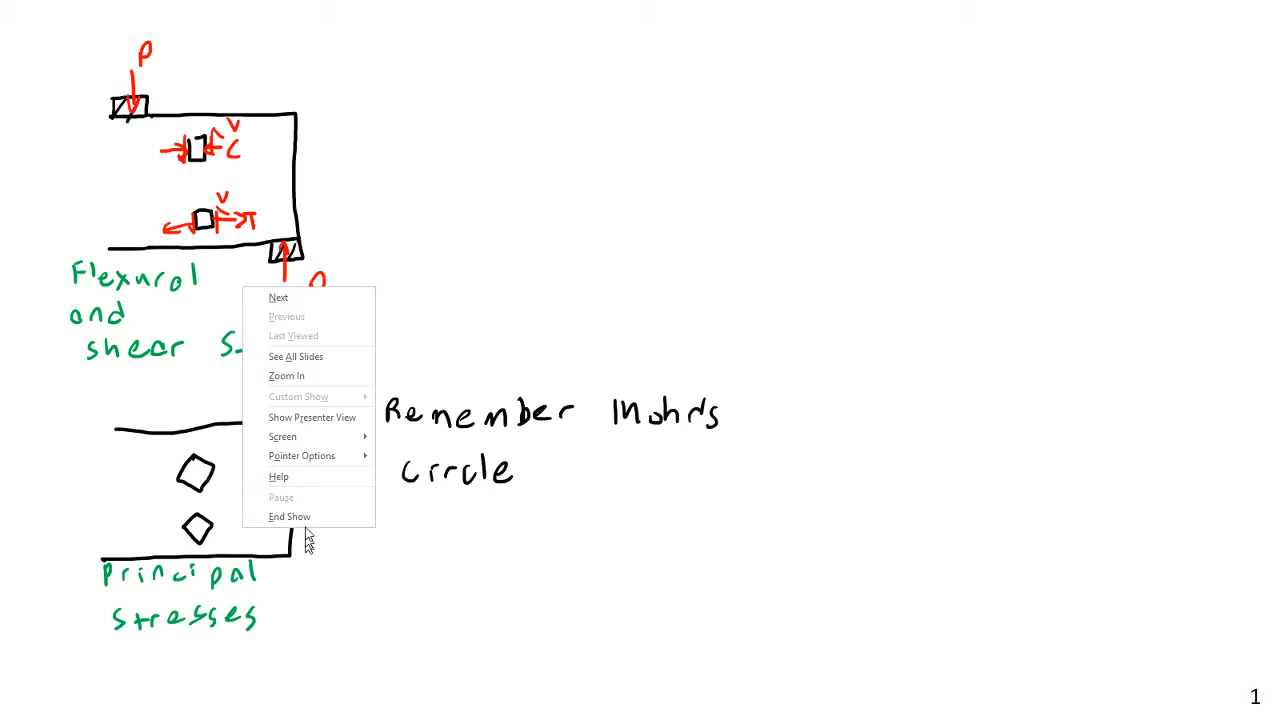 P
V
C
V
T
Flexural
and
shear S
Next
Previous
Last Viewed
See All Slides
Zoom In
Custom Show
Show Presenter View
Screen
Pointer Options
Help
Pause
End Show
Remember Mohr's
circle
Principal
stresses
1